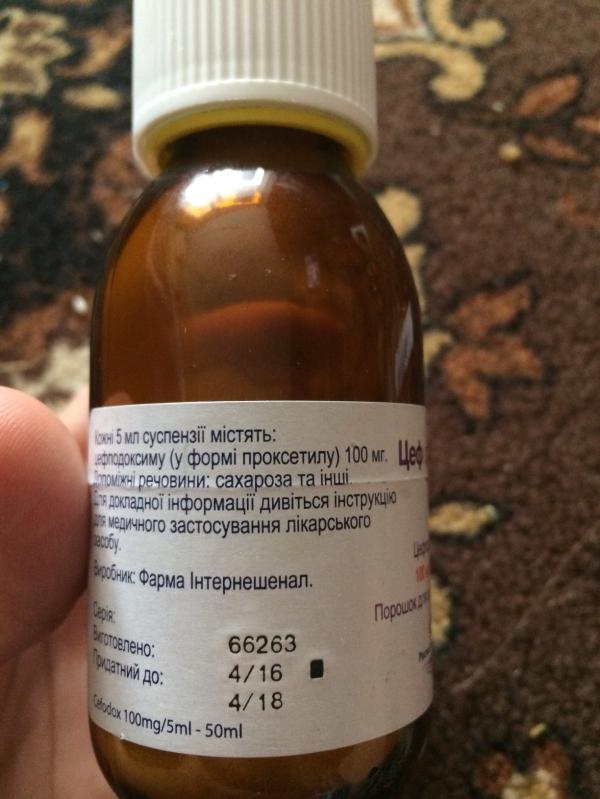 Кожні 5 мл суспензії містять:
цефподоксиму (у формі проксетилу) 100 мг.
Допоміжні речовини: сахароза та інші.
Для докладної інформації дивіться інструкцію
для медичного застосування лікарського
засобу.
Виробник: Фарма Інтернешенал.
Серія: 66263
Виготовлено: 4/16
Придатний до: 4/18
Cefodox 100mg/5ml - 50ml
Цеф
100
Порошок для